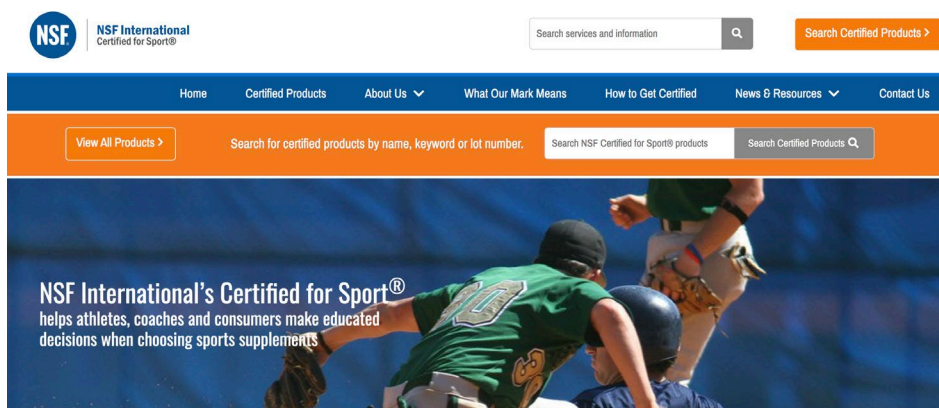 NSF
NSF International
Certified for Sport®
Search services and information
Search Certified Products >
Home
Certified Products
About Us
What Our Mark Means
How to Get Certified
News & Resources
Contact Us
View All Products >
Search for certified products by name, keyword or lot number.
Search NSF Certified for Sport® products
Search Certified Products
NSF International's Certified for Sport®
helps athletes, coaches and consumers make educated
decisions when choosing sports supplements